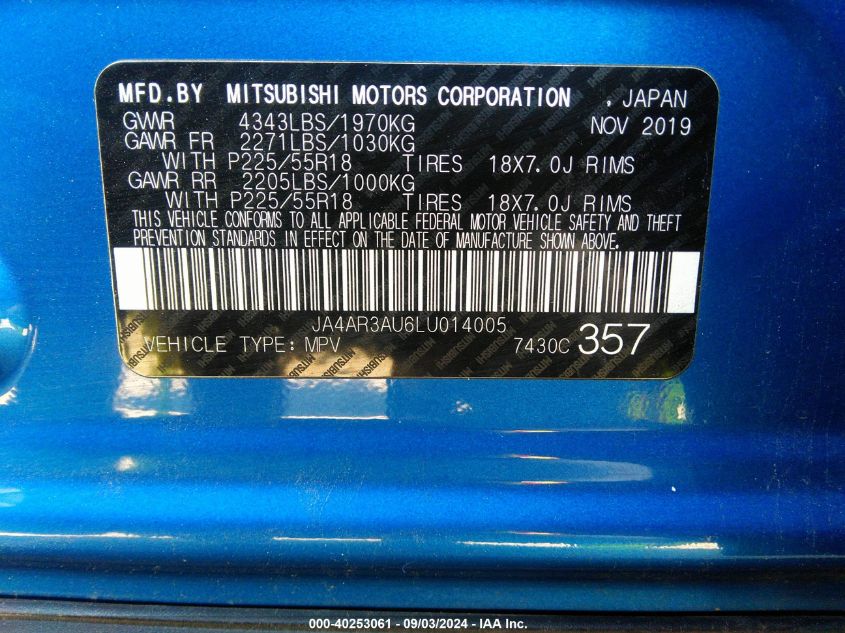 MFD.BY MITSUBISHI MOTORS CORPORATION . JAPAN
GVWR 4343LBS/1970KG NOV 2019
GAWR FR 2271LBS/1030KG
WITH P225/55R18 TIRES 18X7.0J RIMS
GAWR RR 2205LBS/1000KG
WITH P225/55R18 TIRES 18X7.0J RIMS
THIS VEHICLE CONFORMS TO ALL APPLICABLE FEDERAL MOTOR VEHICLE SAFETY AND THEFT
PREVENTION STANDARDS IN EFFECT ON THE DATE OF MANUFACTURE SHOWN ABOVE.
JA4AR3AU6LU014005
VEHICLE TYPE: MPV 7430C 357
000-40253061 - 09/03/2024 - IAA Inc.